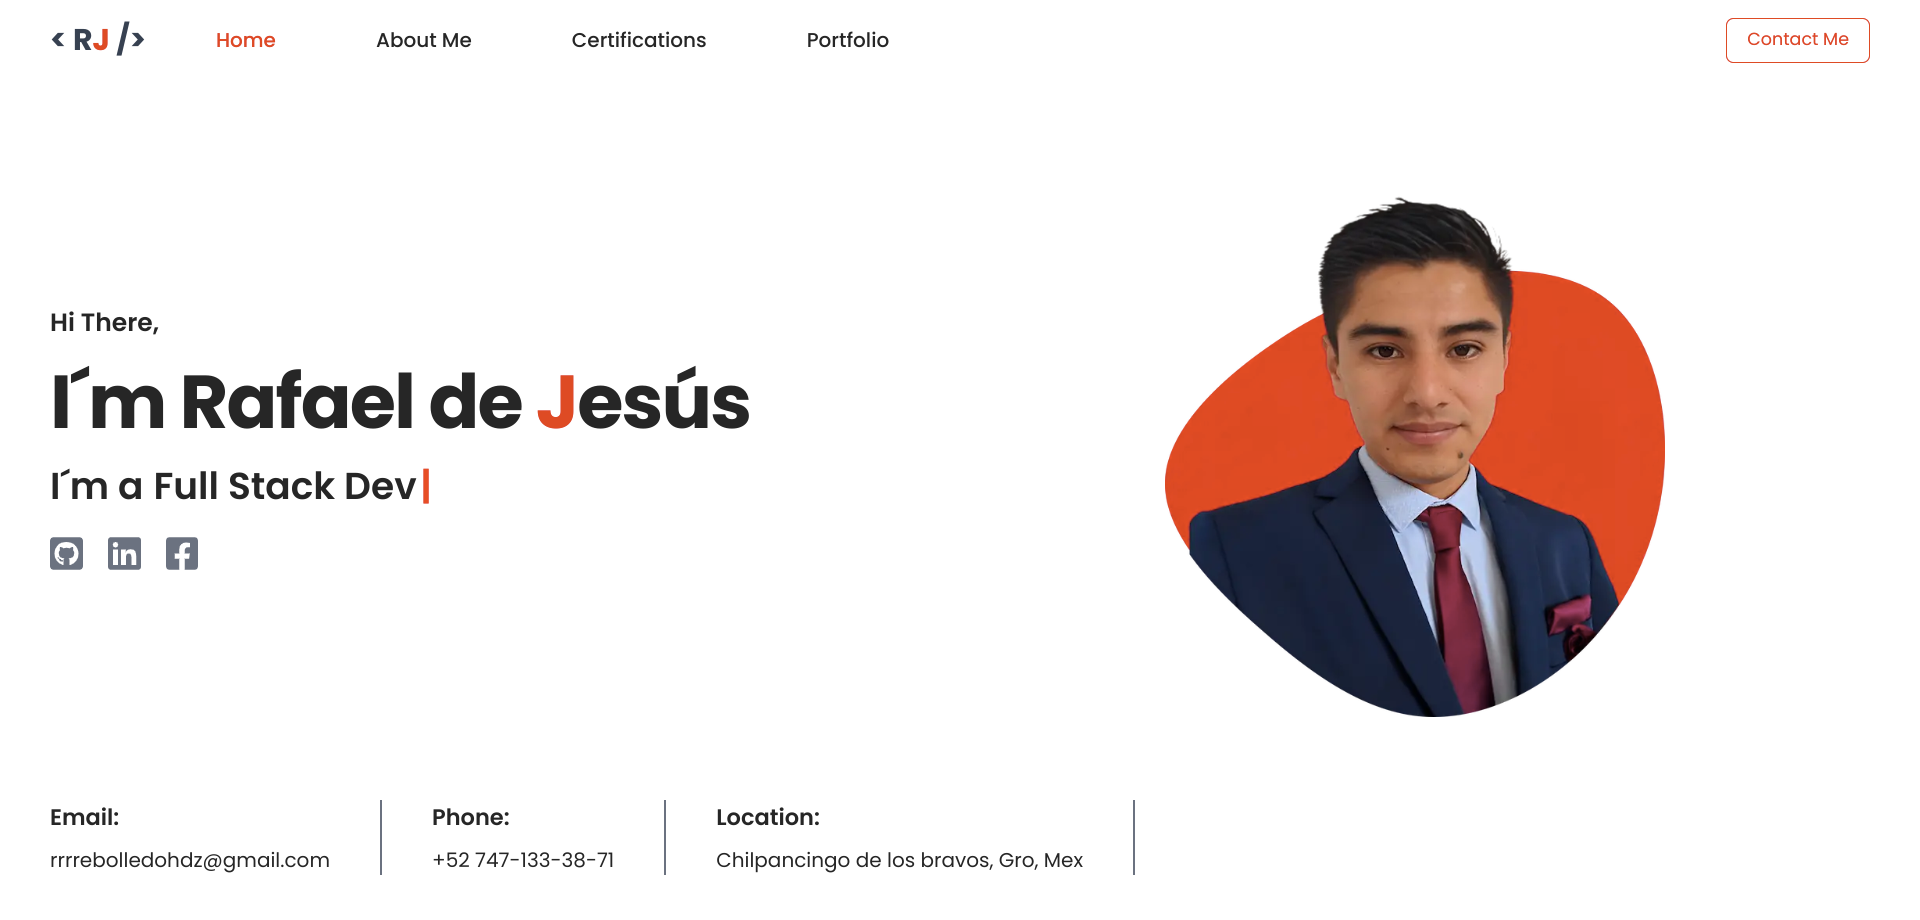 < RJ /> Home About Me Certifications Portfolio Contact Me
Hi There,
I´m Rafael de Jesús
I´m a Full Stack Dev|
Email: Phone: Location:
rrrrebolledohdz@gmail.com +52 747-133-38-71 Chilpancingo de los bravos, Gro, Mex